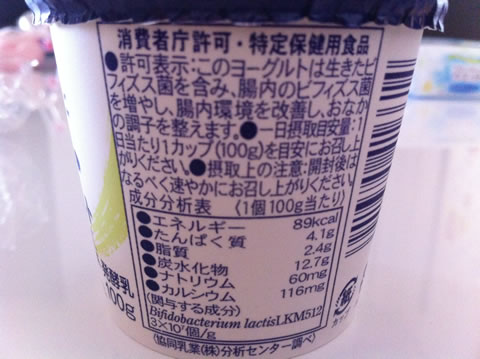 消費者庁許可・特定保健用食品
●許可表示:このヨーグルトは生きたビ
フィズス菌を含み、腸内のビフィズス菌
を増やし、腸内環境を改善し、おなか
の調子を整えます。●一日摂取目安量:1
日当たり1カップ(100g)を目安にお召し上
がりください。●摂取上の注意:開封後は
なるべく速やかにお召し上がりください。
成分分析表 〈1個100g当たり〉
●エネルギー 89kcal
●たんぱく質 4.1g
●脂質 2.4g
●炭水化物 12.7g
●ナトリウム 60mg
●カルシウム 116mg
(関与する成分)
Bifidobacterium lactis LKM512
3×10⁷個/g
(協同乳業(株)分析センター調べ)
発酵乳
100g
紙